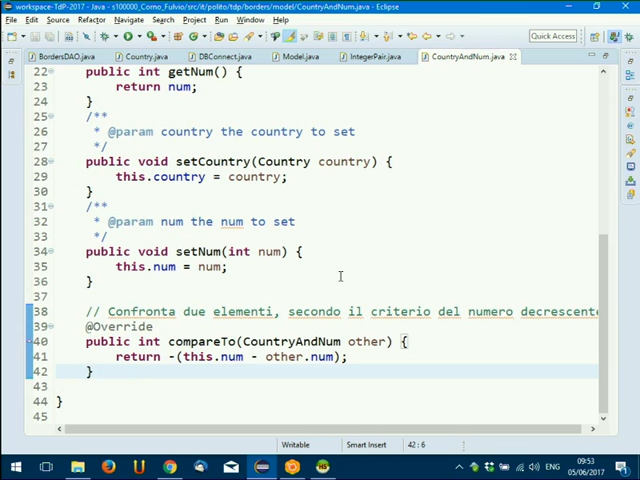 workspace-TdP-2017 - Java - s100000_Corno_Fulvio/src/it/polito/tdp/borders/model/CountryAndNum.java - Eclipse
File Edit Source Refactor Navigate Search Project Run Window Help
Quick Access
BordersDAO.java Country.java DBConnect.java Model.java IntegerPair.java CountryAndNum.java
22 public int getNum() {
23 return num;
24 }
25 /**
26 * @param country the country to set
27 */
28 public void setCountry(Country country) {
29 this.country = country;
30 }
31 /**
32 * @param num the num to set
33 */
34 public void setNum(int num) {
35 this.num = num;
36 }
37
38 // Confronta due elementi, secondo il criterio del numero decrescente
39 @Override
40 public int compareTo(CountryAndNum other) {
41 return -(this.num - other.num);
42 }
43
44 }
45
Writable Smart Insert 42 : 6
ENG 09:53
05/06/2017